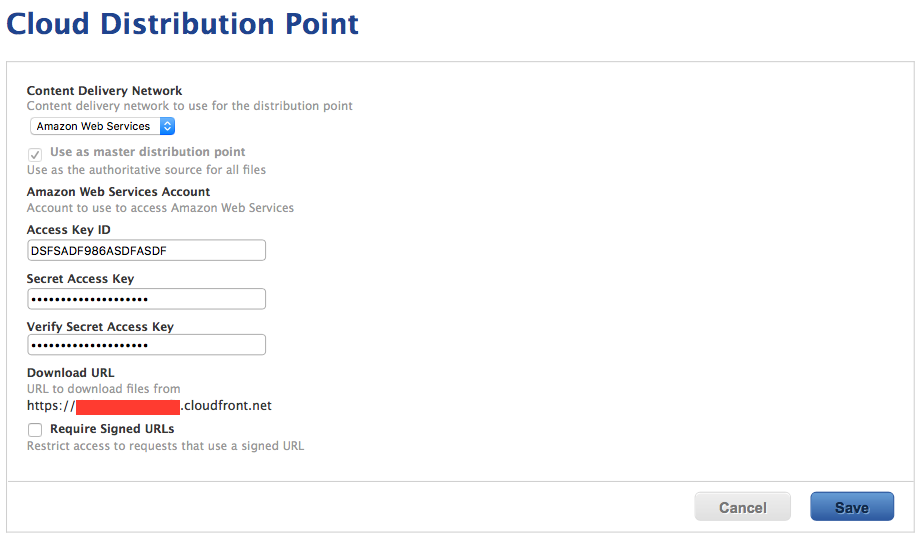 Cloud Distribution Point
Content Delivery Network
Content delivery network to use for the distribution point
Amazon Web Services
Use as master distribution point
Use as the authoritative source for all files
Amazon Web Services Account
Account to use to access Amazon Web Services
Access Key ID
DSFSADF986ASDFASDF
Secret Access Key
••••••••••••••••••••
Verify Secret Access Key
••••••••••••••••••••
Download URL
URL to download files from
https:// .cloudfront.net
Require Signed URLs
Restrict access to requests that use a signed URL
Cancel Save